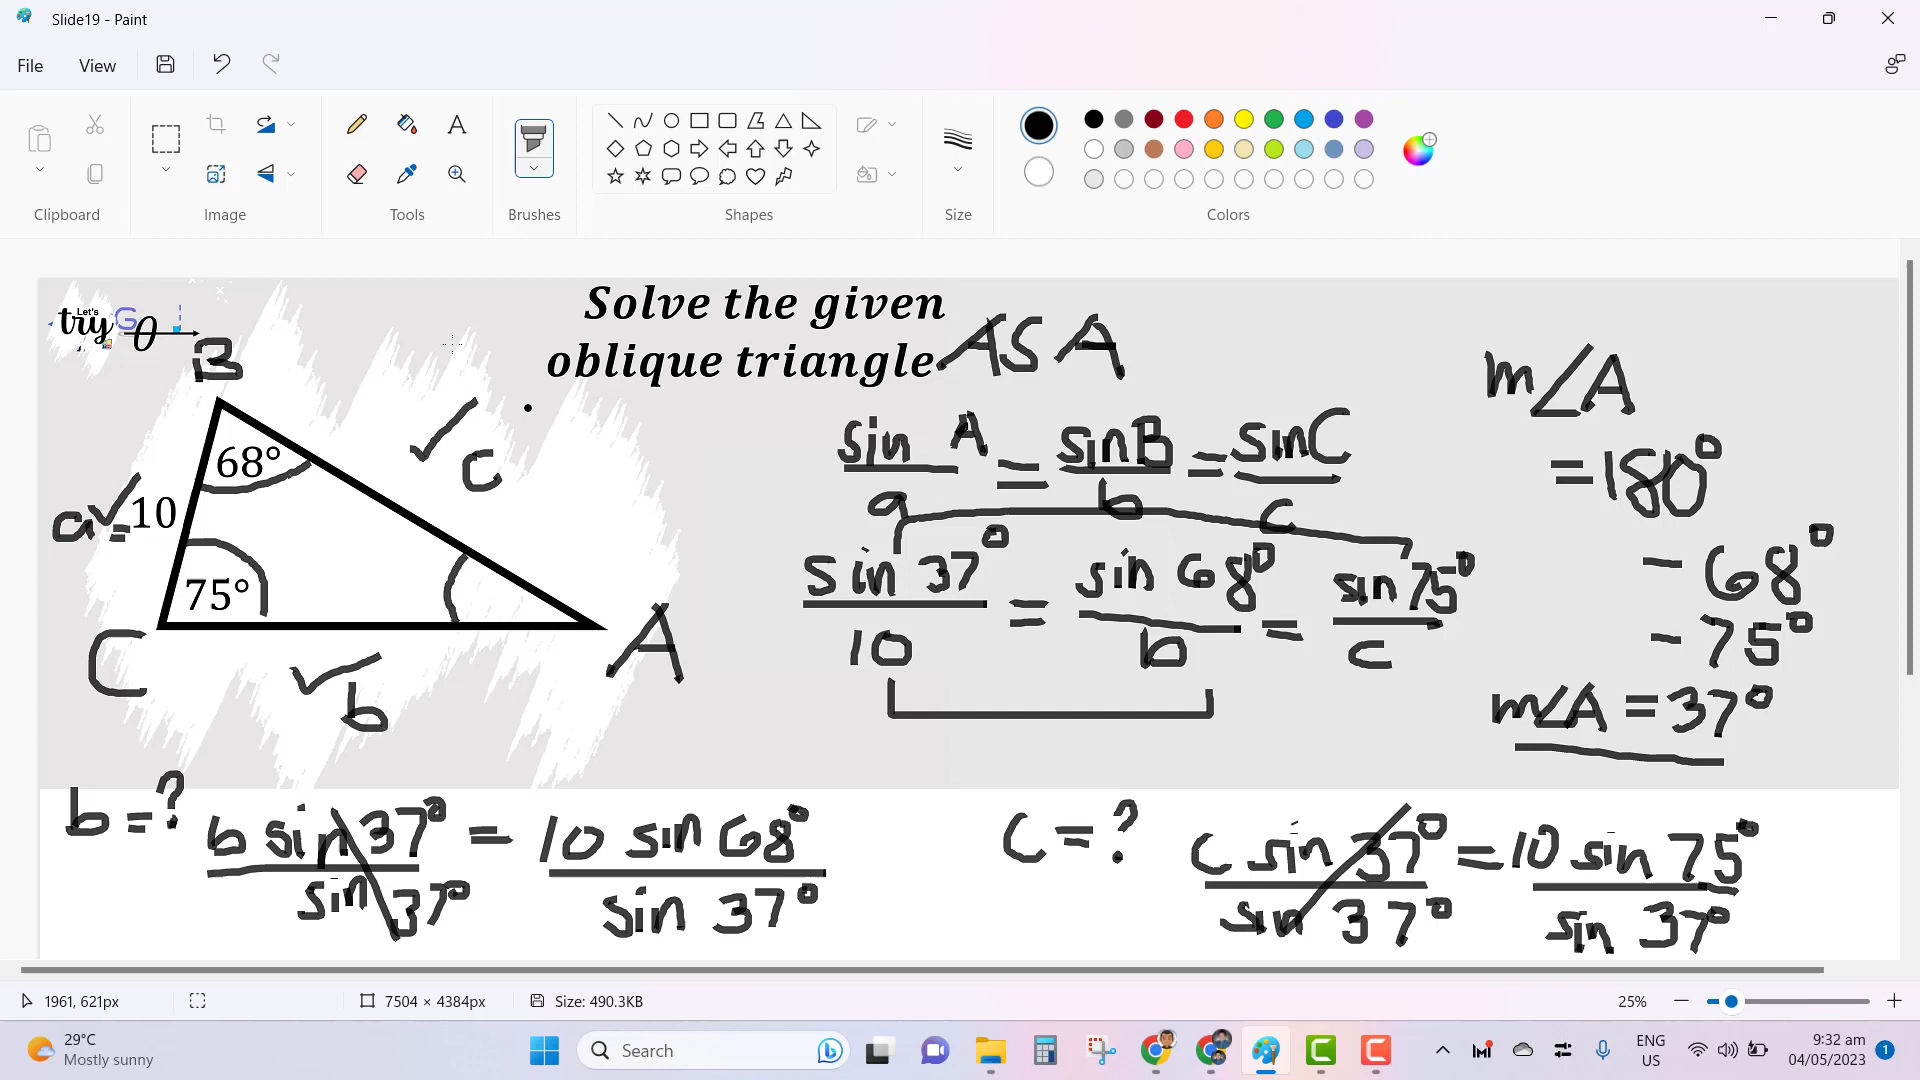 Slide19 - Paint
File View
Clipboard Image Tools Brushes Shapes Size Colors
Let's
try G θ
Solve the given
oblique triangle ASA
B
68°
c
a = 10
75°
C
b
A
sin A / a = sin B / b = sin C / c
sin 37° / 10 = sin 68° / b = sin 75° / c
m∠A
= 180°
- 68°
- 75°
m∠A = 37°
b = ?
b sin 37° / sin 37° = 10 sin 68° / sin 37°
c = ?
c sin 37° / sin 37° = 10 sin 75° / sin 37°
1961, 621px 7504 × 4384px Size: 490.3KB 25%
29°C
Mostly sunny
Search
ENG
US
9:32 am
04/05/2023
1